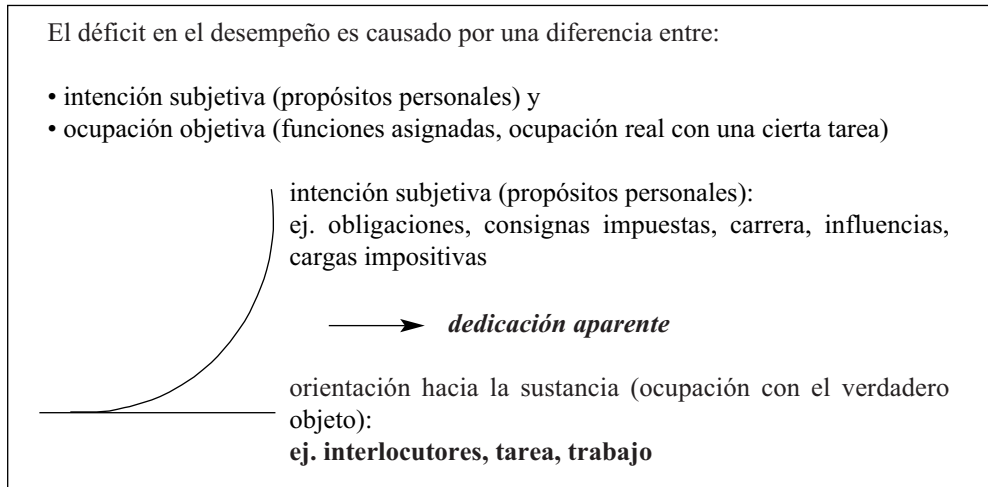 El déficit en el desempeño es causado por una diferencia entre:
• intención subjetiva (propósitos personales) y
• ocupación objetiva (funciones asignadas, ocupación real con una cierta tarea)
intención subjetiva (propósitos personales):
ej. obligaciones, consignas impuestas, carrera, influencias,
cargas impositivas
dedicación aparente
orientación hacia la sustancia (ocupación con el verdadero
objeto):
ej. interlocutores, tarea, trabajo